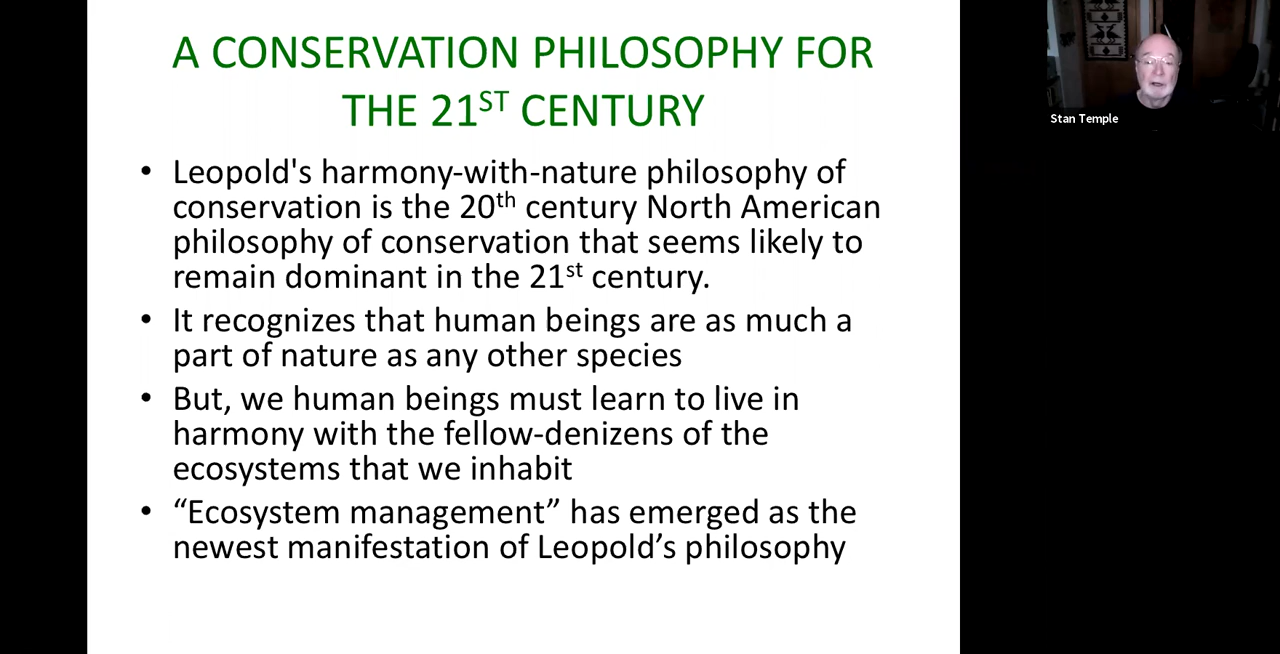 A CONSERVATION PHILOSOPHY FOR
THE 21ST CENTURY
• Leopold's harmony-with-nature philosophy of
conservation is the 20th century North American
philosophy of conservation that seems likely to
remain dominant in the 21st century.
• It recognizes that human beings are as much a
part of nature as any other species
• But, we human beings must learn to live in
harmony with the fellow-denizens of the
ecosystems that we inhabit
• “Ecosystem management” has emerged as the
newest manifestation of Leopold’s philosophy
Stan Temple